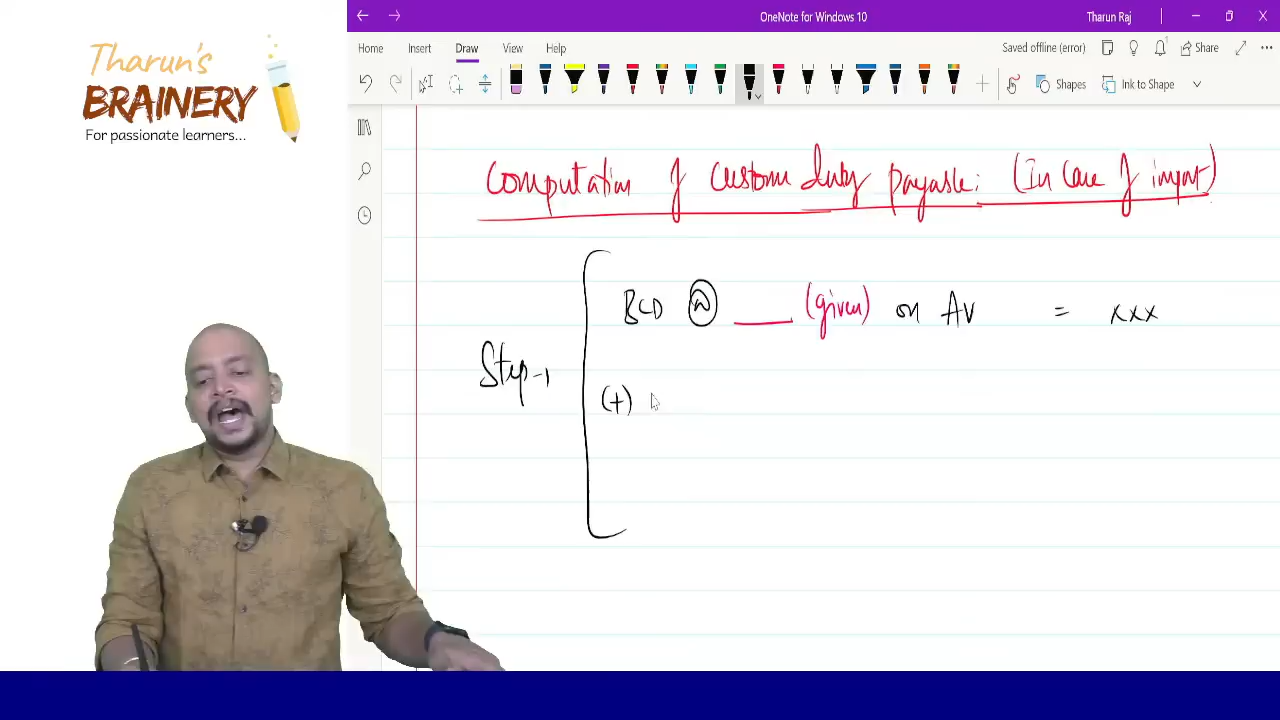 Tharun's
BRAINERY
For passionate learners...
OneNote for Windows 10
Tharun Raj
Home Insert Draw View Help
Saved offline (error)
Share
Shapes
Ink to Shape
Computation of custom duty payable: (In case of import)
Step-1
BCD @ ___ (given) on AV = xxx
(+)